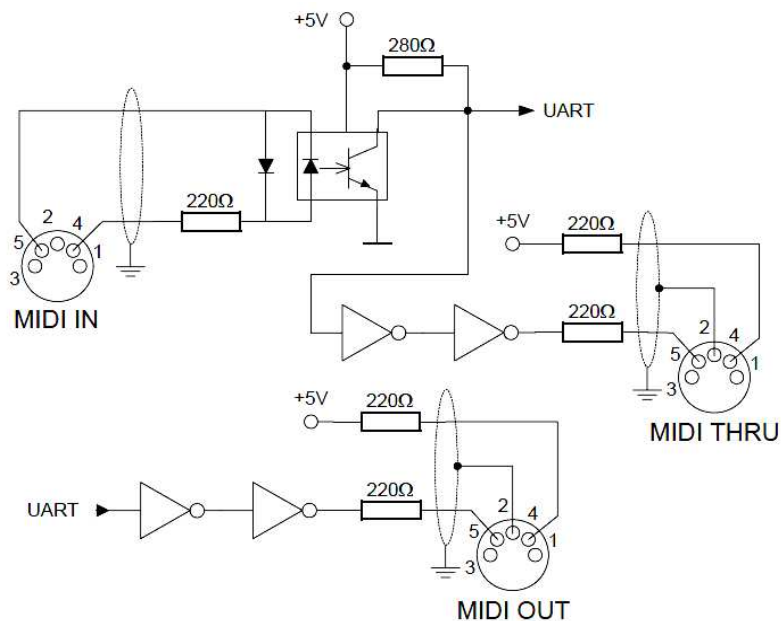 +5V
280Ω
UART
220Ω
2
4
5
1
3
MIDI IN
+5V
220Ω
220Ω
2
4
5
1
3
MIDI THRU
+5V
220Ω
220Ω
UART
2
4
5
1
3
MIDI OUT